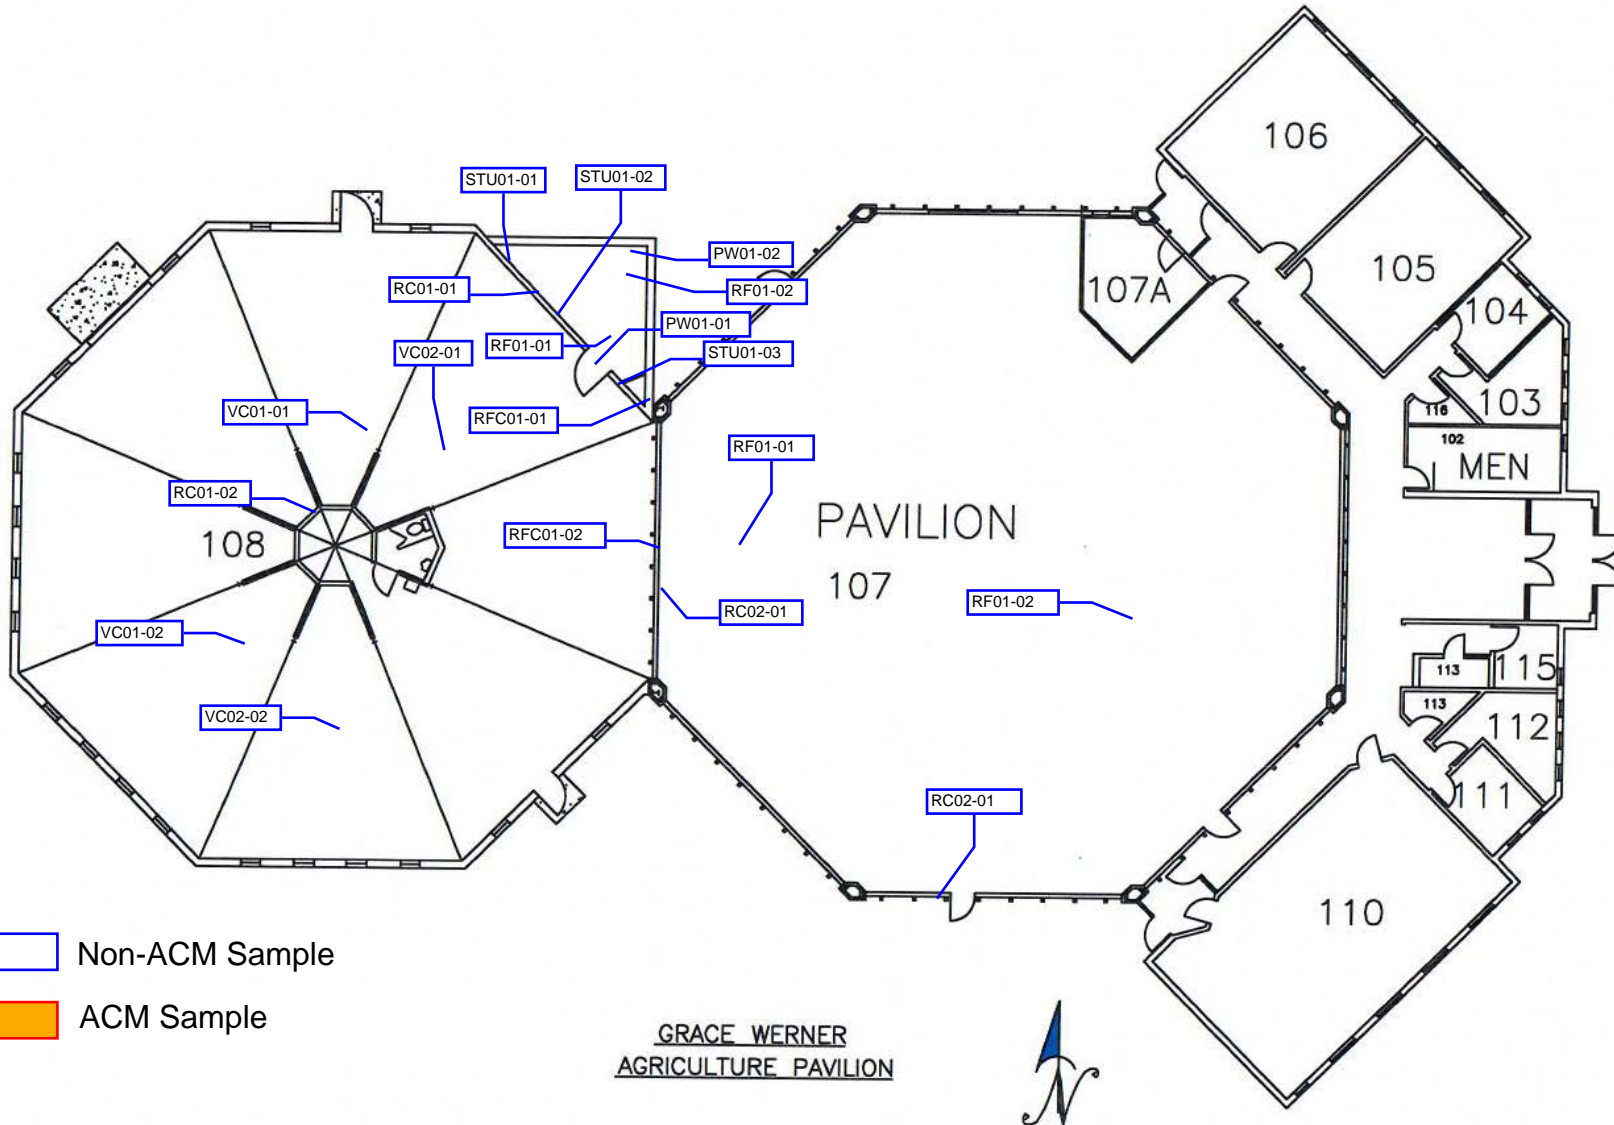 106
STU01-01
STU01-02
PW01-02
105
RC01-01
RF01-02
107A
104
PW01-01
RF01-01
VC02-01
STU01-03
103
VC01-01
RFC01-01
116
RF01-01
102
MEN
RC01-02
PAVILION
RFC01-02
108
107
RF01-02
RC02-01
VC01-02
113
115
113
VC02-02
112
111
RC02-01
110
Non-ACM Sample
ACM Sample
GRACE WERNER
AGRICULTURE PAVILION
N